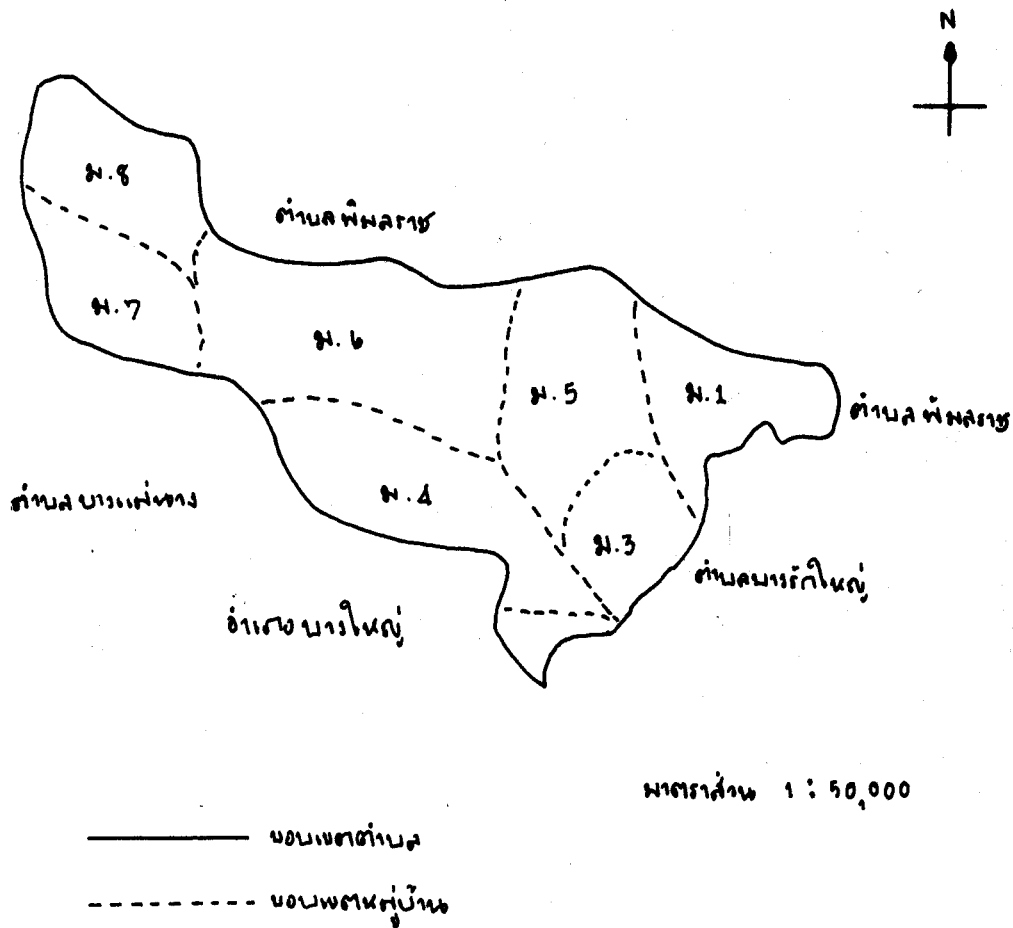 N
ม.8
ตำบลพิมลราช
ม.7
ม.๖
ม.5
ม.1
ตำบลพิมลราช
ตำบลบางแม่นาง
ม.4
ม.3
ตำบลบางรักใหญ่
อำเภอบางใหญ่
มาตราส่วน 1 : 50,000
ขอบเขตตำบล
ขอบเขตหมู่บ้าน